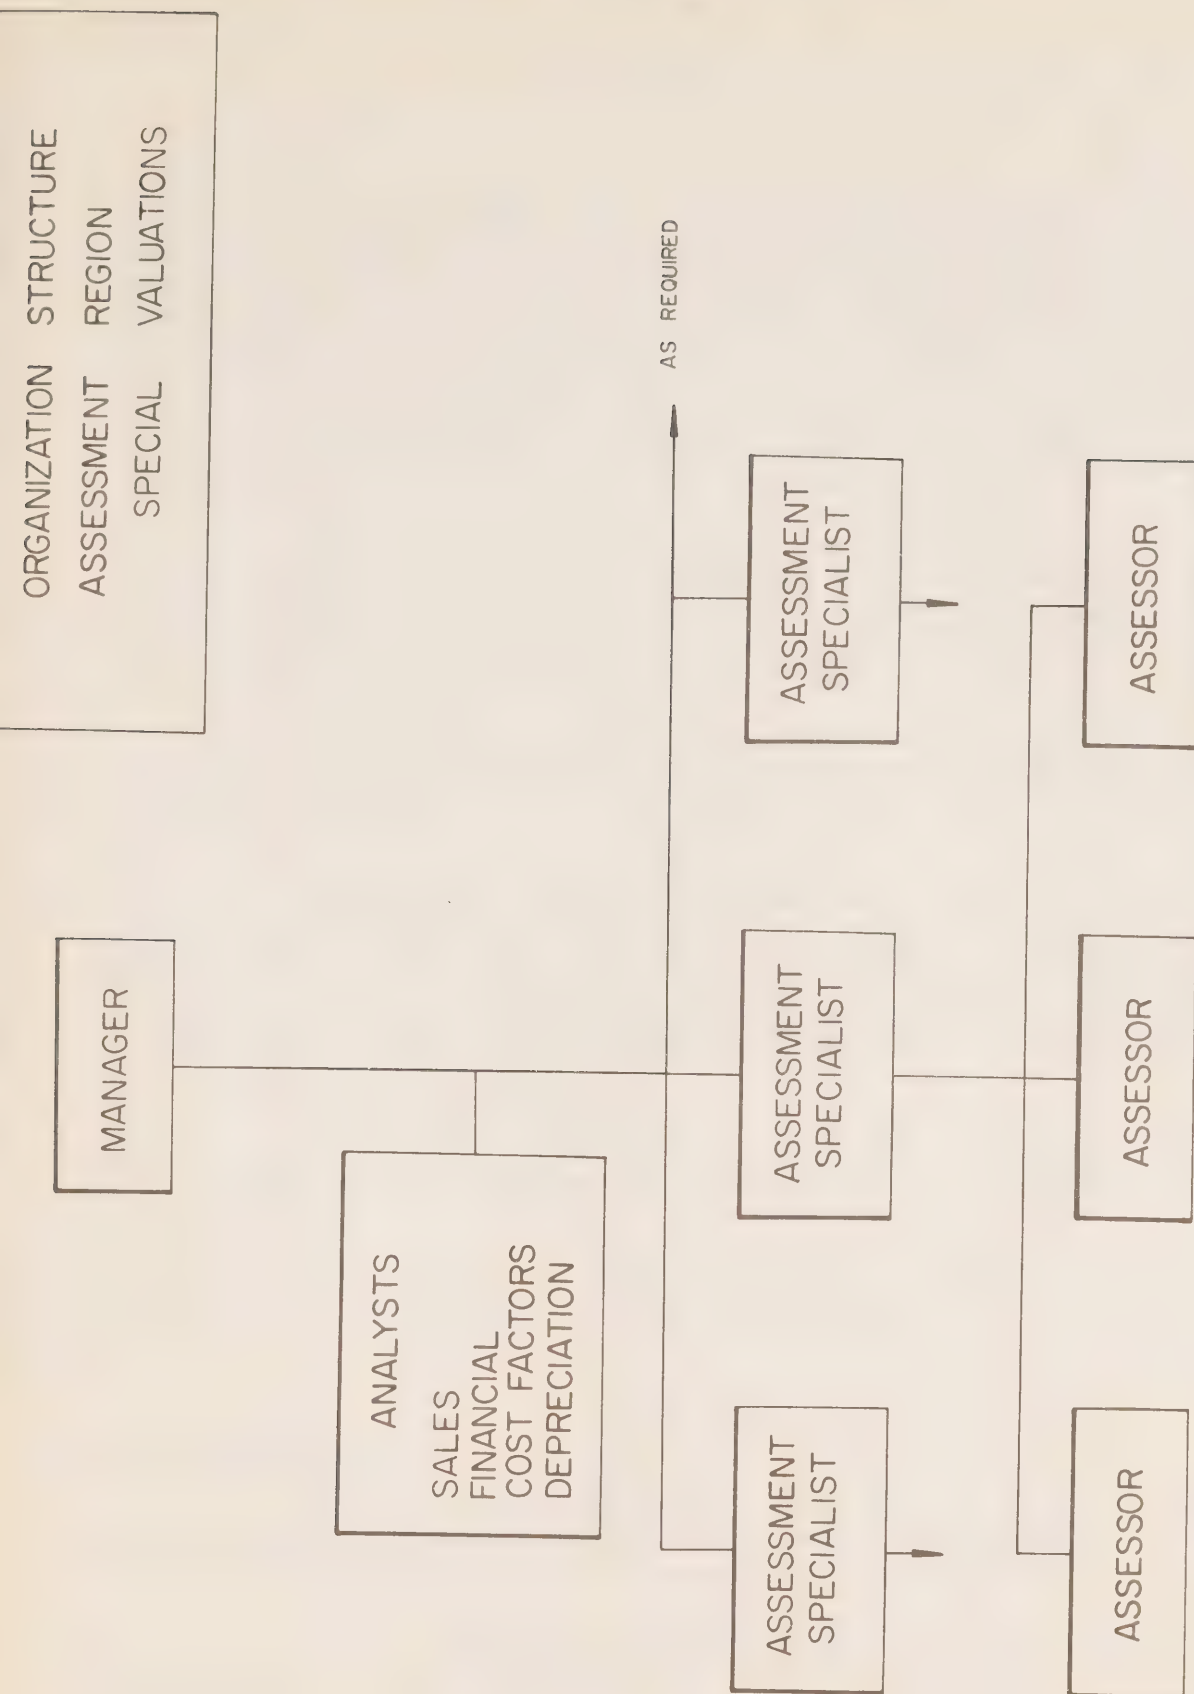 ORGANIZATION STRUCTURE
ASSESSMENT REGION
SPECIAL VALUATIONS
MANAGER
ANALYSTS
SALES
FINANCIAL
COST FACTORS
DEPRECIATION
AS REQUIRED
ASSESSMENT
SPECIALIST
ASSESSMENT
SPECIALIST
ASSESSMENT
SPECIALIST
ASSESSOR
ASSESSOR
ASSESSOR